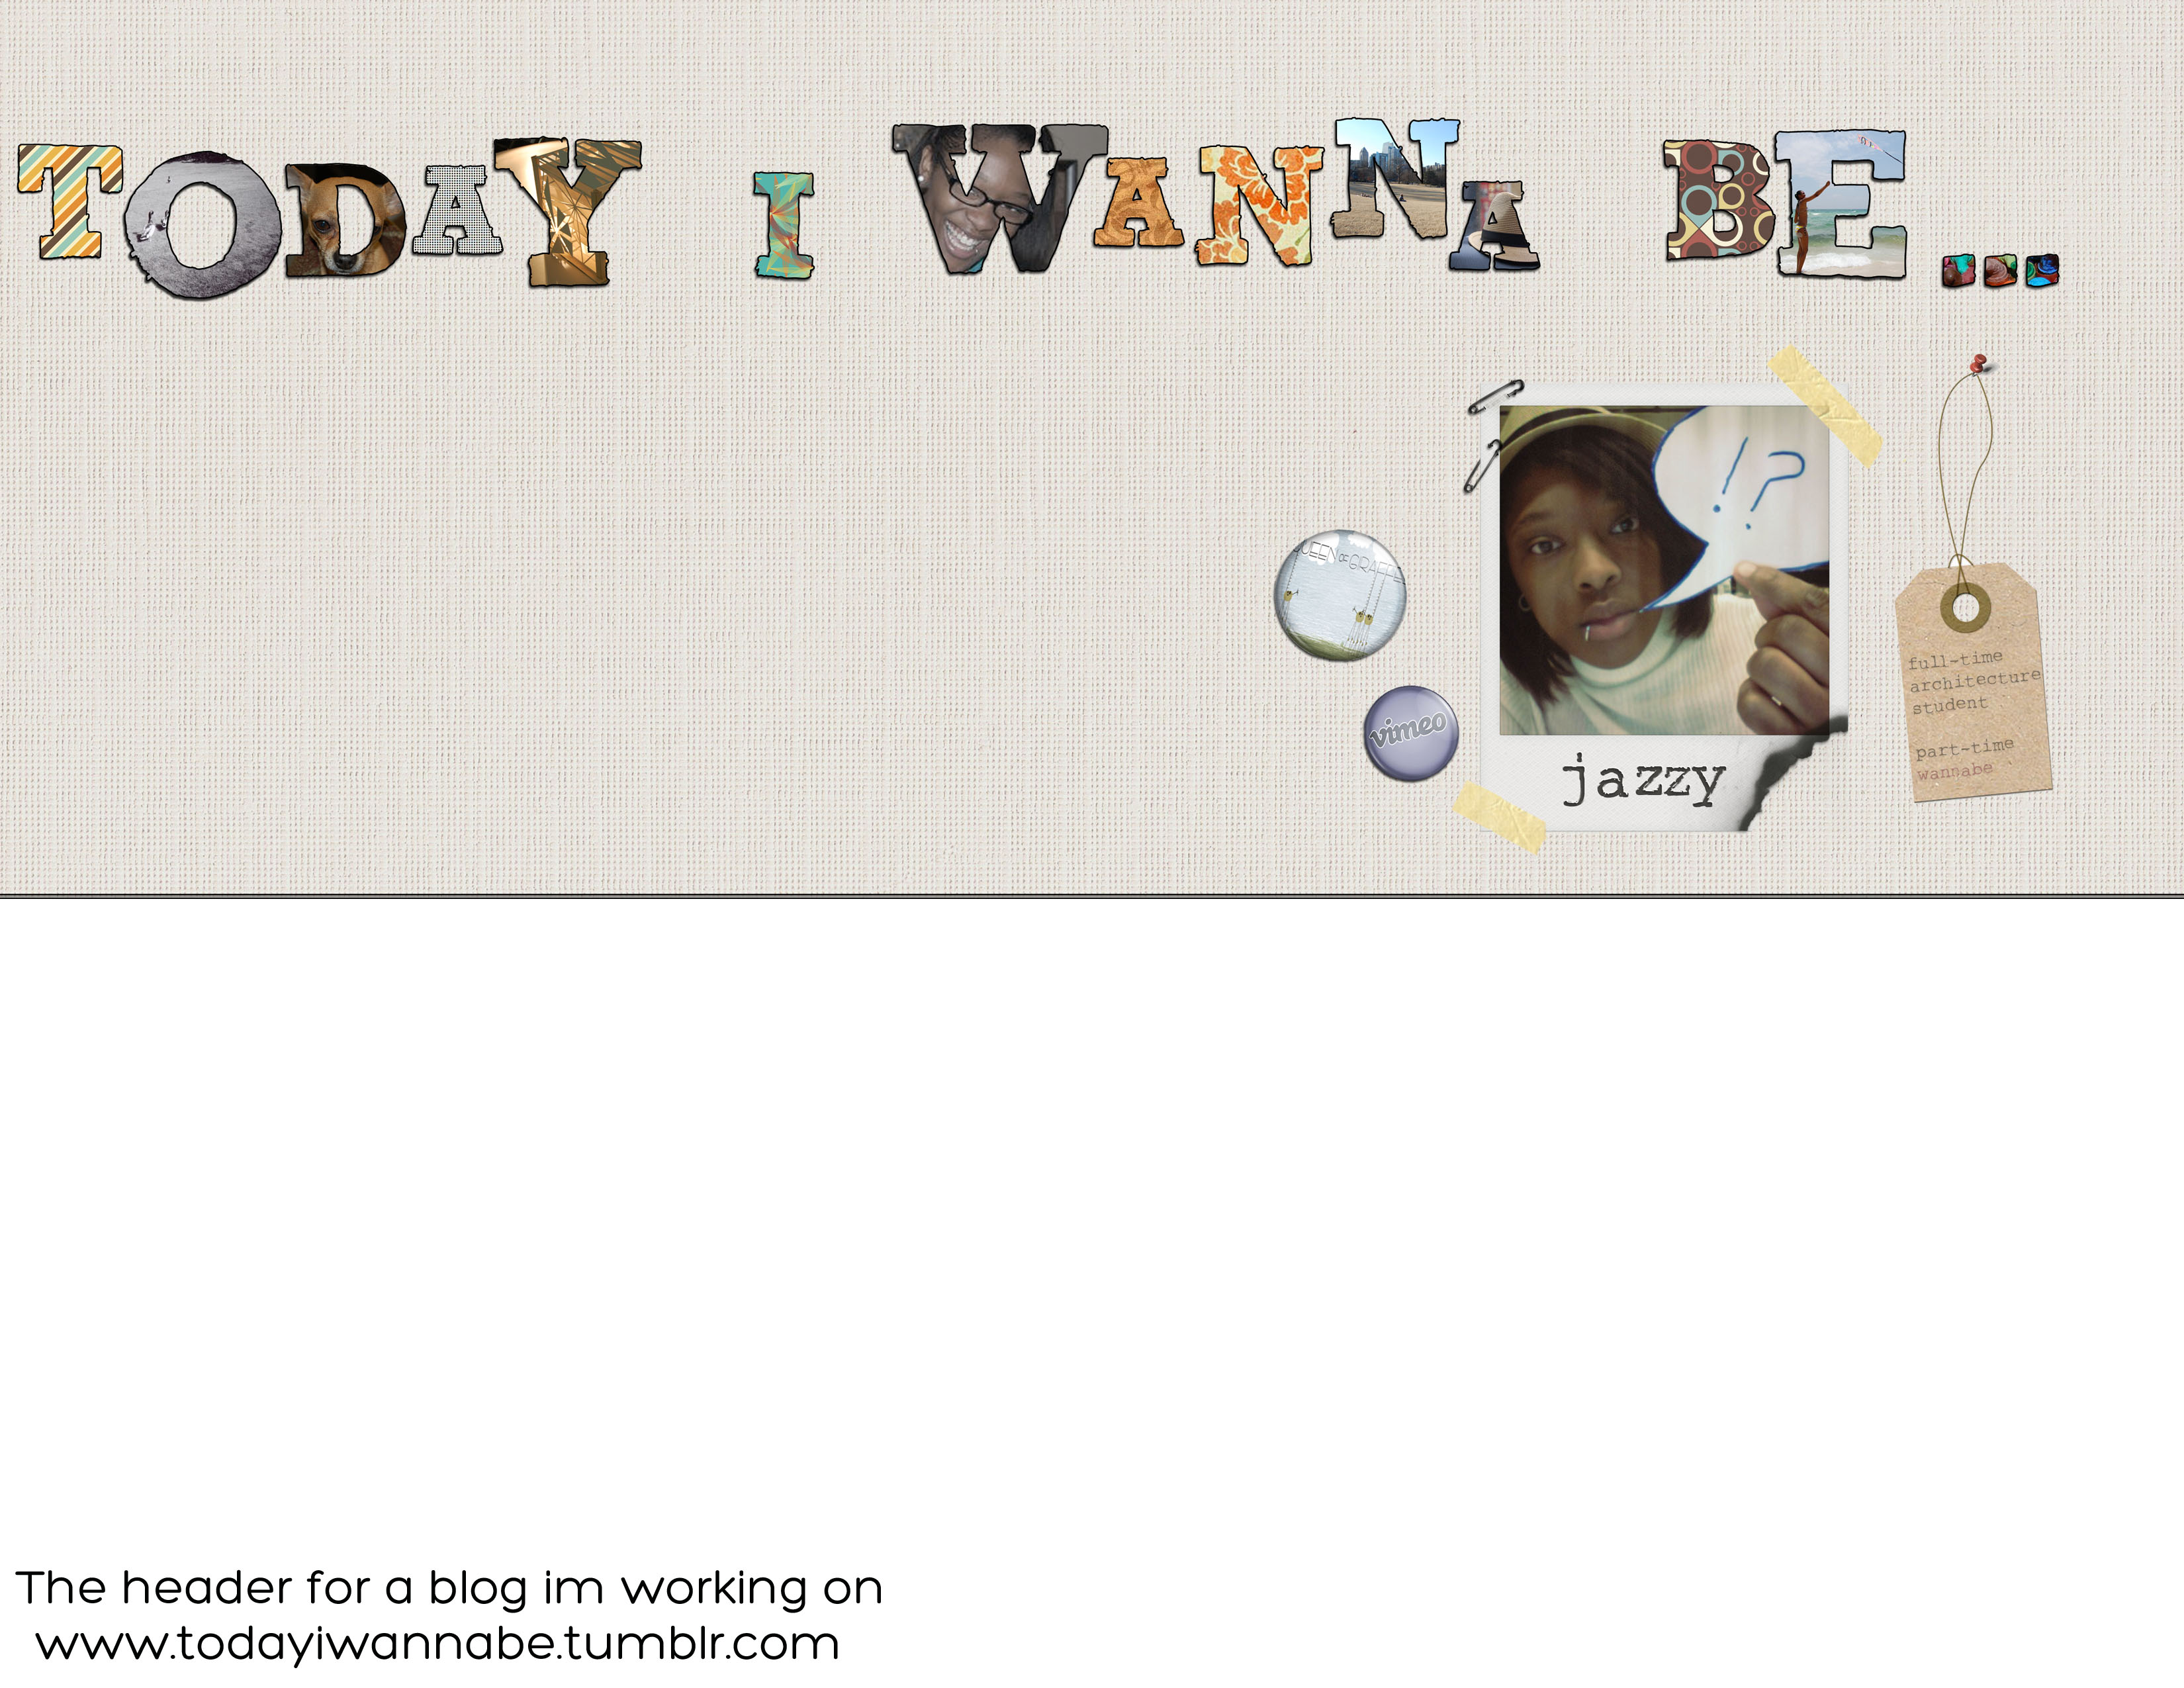 TODAY I WANNA BE...
!?
QUEEN OF GIRAFFE
vimeo
jazzy
full-time
architecture
student
part-time
wannabe
The header for a blog im working on
www.todayiwannabe.tumblr.com